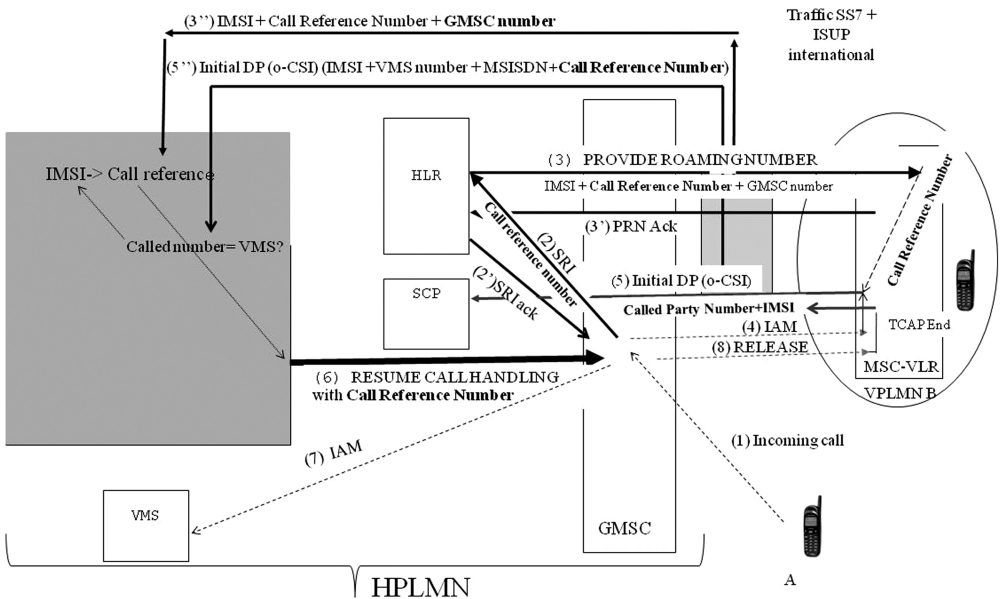 (3'') IMSI + Call Reference Number + GMSC number
Traffic SS7 +
ISUP
international
(5'') Initial DP (o-CSI) (IMSI +VMS number + MSISDN+Call Reference Number)
IMSI-> Call reference
Called number= VMS?
HLR
SCP
(3) PROVIDE ROAMING NUMBER
IMSI + Call Reference Number + GMSC number
(3') PRN Ack
(2) SRI
Call reference number
(2') SRI ack
Call Reference Number
(5) Initial DP (o-CSI)
Called Party Number+IMSI
(4) IAM
(8) RELEASE
TCAP End
MSC-VLR
VPLMN B
(6) RESUME CALL HANDLING
with Call Reference Number
(7) IAM
(1) Incoming call
VMS
GMSC
A
HPLMN